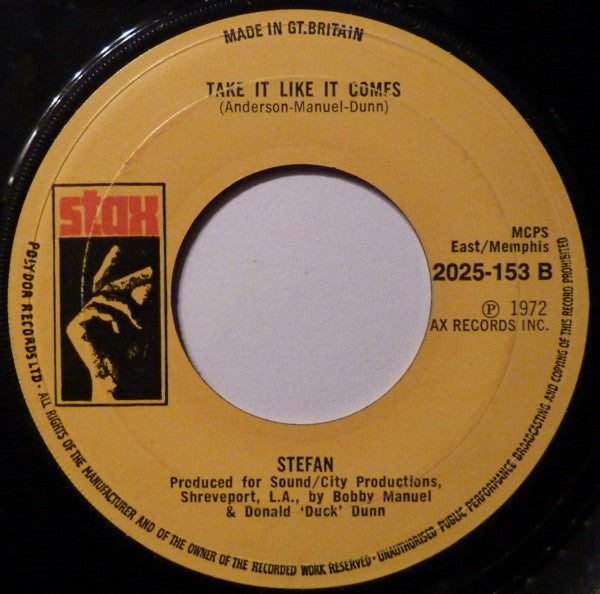 MADE IN GT.BRITAIN
TAKE IT LIKE IT COMES
(Anderson-Manuel-Dunn)
stax
MCPS
East/Memphis
2025-153 B
Ⓟ 1972
AX RECORDS INC.
STEFAN
Produced for Sound/City Productions,
Shreveport, L.A., by Bobby Manuel
& Donald 'Duck' Dunn
POLYDOR RECORDS LTD · ALL RIGHTS OF THE MANUFACTURER AND OF THE OWNER OF THE RECORDED WORK RESERVED · UNAUTHORISED PUBLIC PERFORMANCE BROADCASTING AND COPYING OF THIS RECORD PROHIBITED